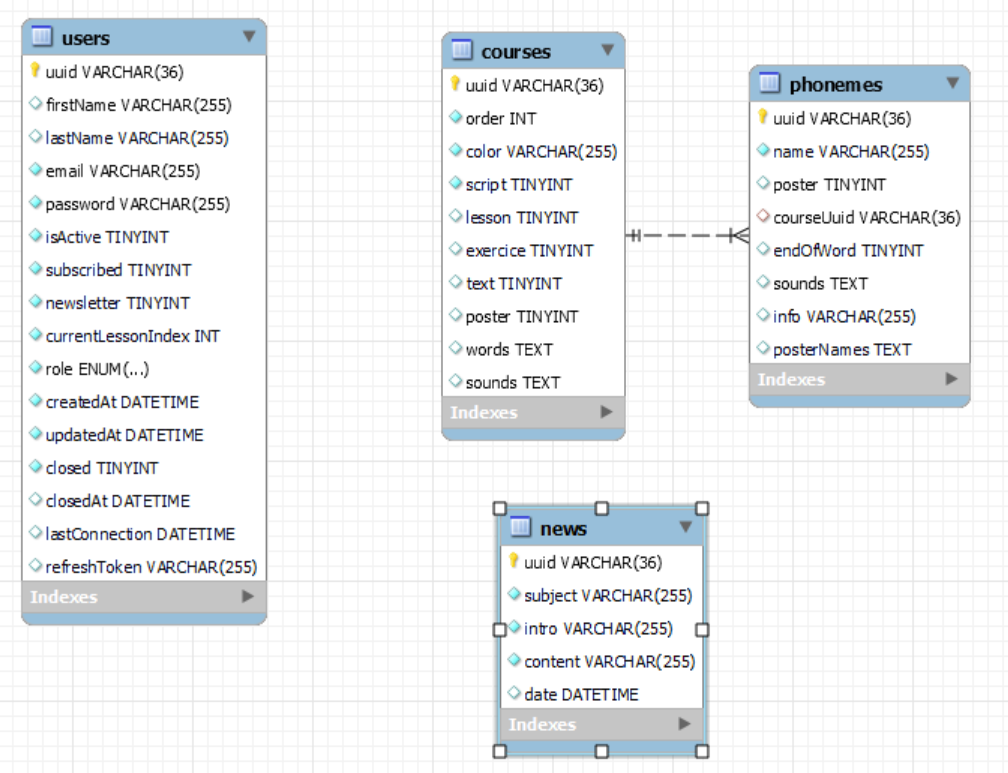 users
uuid VARCHAR(36)
firstName VARCHAR(255)
lastName VARCHAR(255)
email VARCHAR(255)
password VARCHAR(255)
isActive TINYINT
subscribed TINYINT
newsletter TINYINT
currentLessonIndex INT
role ENUM(...)
createdAt DATETIME
updatedAt DATETIME
closed TINYINT
closedAt DATETIME
lastConnection DATETIME
refreshToken VARCHAR(255)
Indexes
courses
uuid VARCHAR(36)
order INT
color VARCHAR(255)
script TINYINT
lesson TINYINT
exercice TINYINT
text TINYINT
poster TINYINT
words TEXT
sounds TEXT
Indexes
phonemes
uuid VARCHAR(36)
name VARCHAR(255)
poster TINYINT
courseUuid VARCHAR(36)
endOfWord TINYINT
sounds TEXT
info VARCHAR(255)
posterNames TEXT
Indexes
news
uuid VARCHAR(36)
subject VARCHAR(255)
intro VARCHAR(255)
content VARCHAR(255)
date DATETIME
Indexes